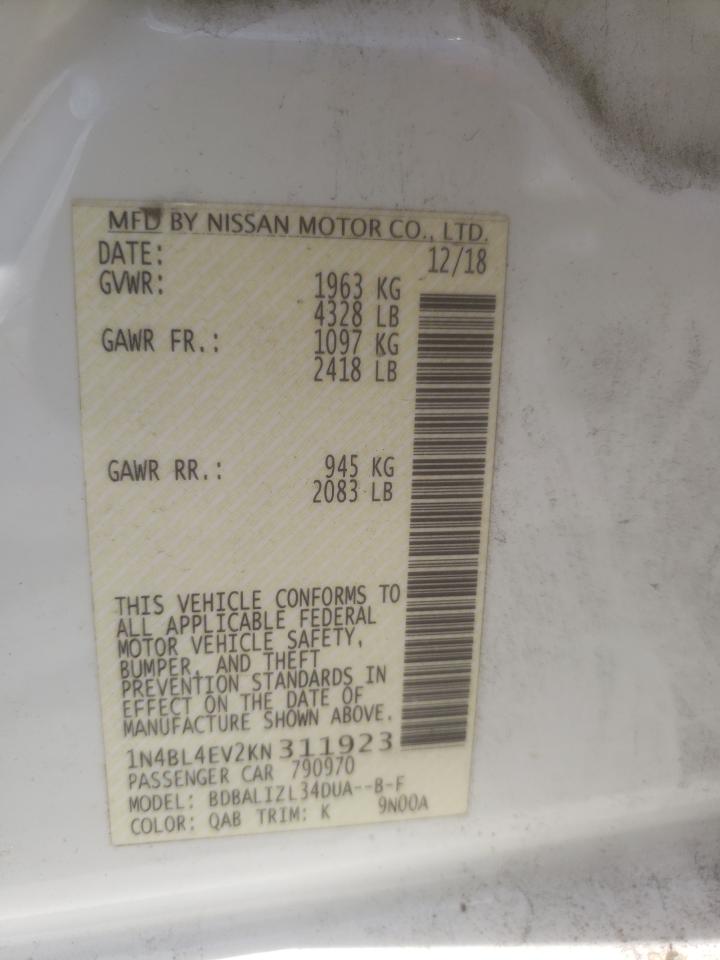 MFD BY NISSAN MOTOR CO., LTD.
DATE: 12/18
GVWR: 1963 KG
4328 LB
GAWR FR.: 1097 KG
2418 LB
GAWR RR.: 945 KG
2083 LB
THIS VEHICLE CONFORMS TO
ALL APPLICABLE FEDERAL
MOTOR VEHICLE SAFETY,
BUMPER, AND THEFT
PREVENTION STANDARDS IN
EFFECT ON THE DATE OF
MANUFACTURE SHOWN ABOVE.
1N4BL4EV2KN311923
PASSENGER CAR 790970
MODEL: BDBALIZL34DUA--B-F
COLOR: QAB TRIM: K 9N00A